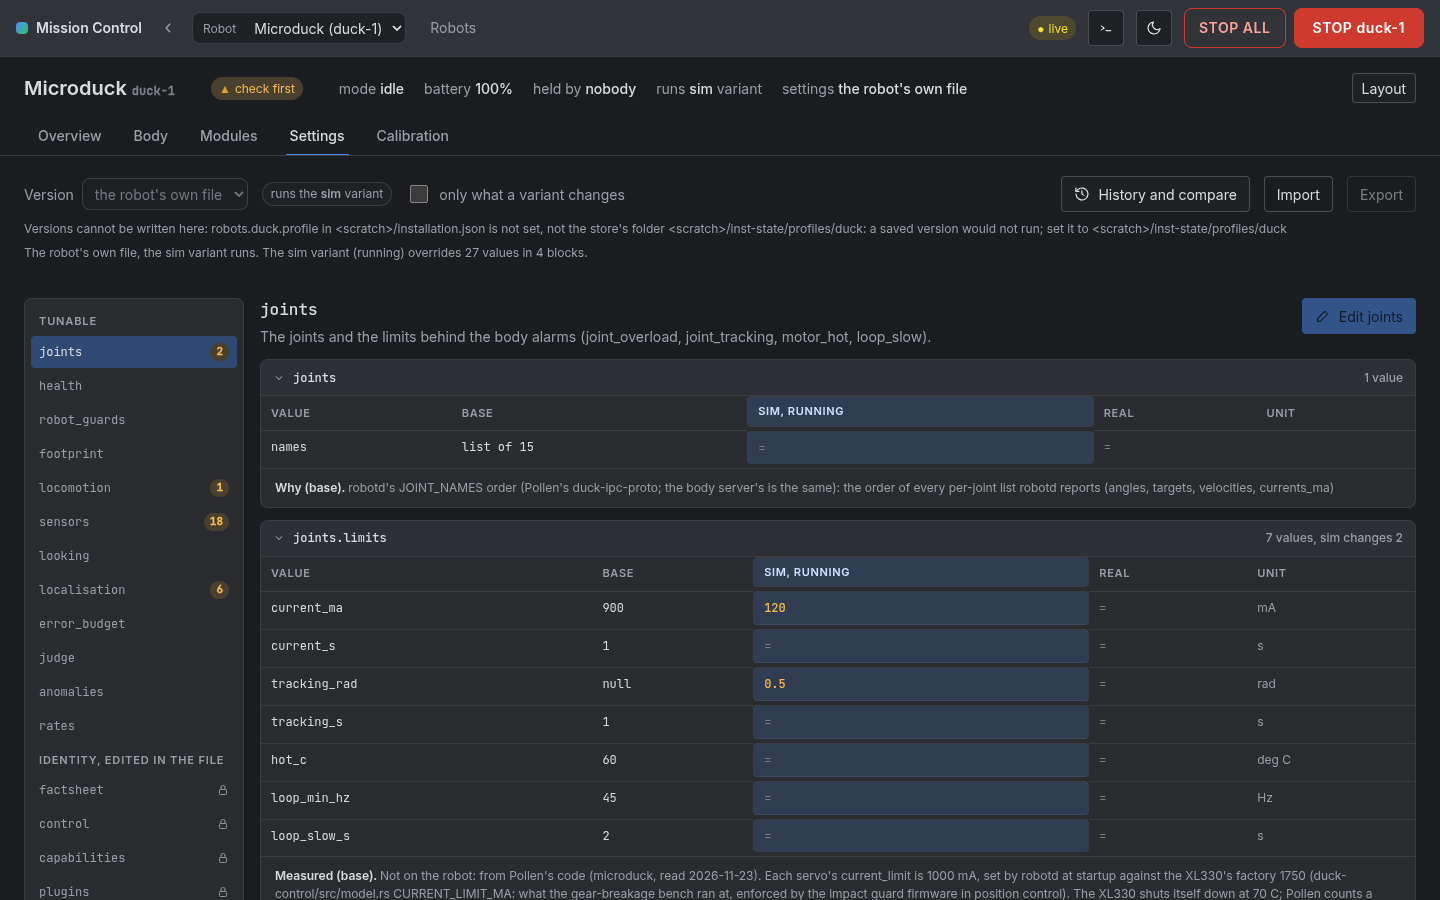 Mission Control
Robot Microduck (duck-1)
Robots
live
STOP ALL
STOP duck-1
Microduck duck-1
check first
mode idle
battery 100%
held by nobody
runs sim variant
settings the robot's own file
Layout
Overview
Body
Modules
Settings
Calibration
Version the robot's own file
runs the sim variant
only what a variant changes
History and compare
Import
Export
Versions cannot be written here: robots.duck.profile in <scratch>/installation.json is not set, not the store's folder <scratch>/inst-state/profiles/duck: a saved version would not run; set it to <scratch>/inst-state/profiles/duck
The robot's own file, the sim variant runs. The sim variant (running) overrides 27 values in 4 blocks.
TUNABLE
joints 2
health
robot_guards
footprint
locomotion 1
sensors 18
looking
localisation 6
error_budget
judge
anomalies
rates
IDENTITY, EDITED IN THE FILE
factsheet
control
capabilities
plugins
joints
Edit joints
The joints and the limits behind the body alarms (joint_overload, joint_tracking, motor_hot, loop_slow).
joints 1 value
VALUE BASE SIM, RUNNING REAL UNIT
names list of 15 = =
Why (base). robotd's JOINT_NAMES order (Pollen's duck-ipc-proto; the body server's is the same): the order of every per-joint list robotd reports (angles, targets, velocities, currents_ma)
joints.limits 7 values, sim changes 2
VALUE BASE SIM, RUNNING REAL UNIT
current_ma 900 120 = mA
current_s 1 = = s
tracking_rad null 0.5 = rad
tracking_s 1 = = s
hot_c 60 = = deg C
loop_min_hz 45 = = Hz
loop_slow_s 2 = = s
Measured (base). Not on the robot: from Pollen's code (microduck, read 2026-11-23). Each servo's current_limit is 1000 mA, set by robotd at startup against the XL330's factory 1750 (duck-
control/src/model.rs CURRENT_LIMIT_MA: what the gear-breakage bench ran at, enforced by the impact guard firmware in position control). The XL330 shuts itself down at 70 C; Pollen counts a